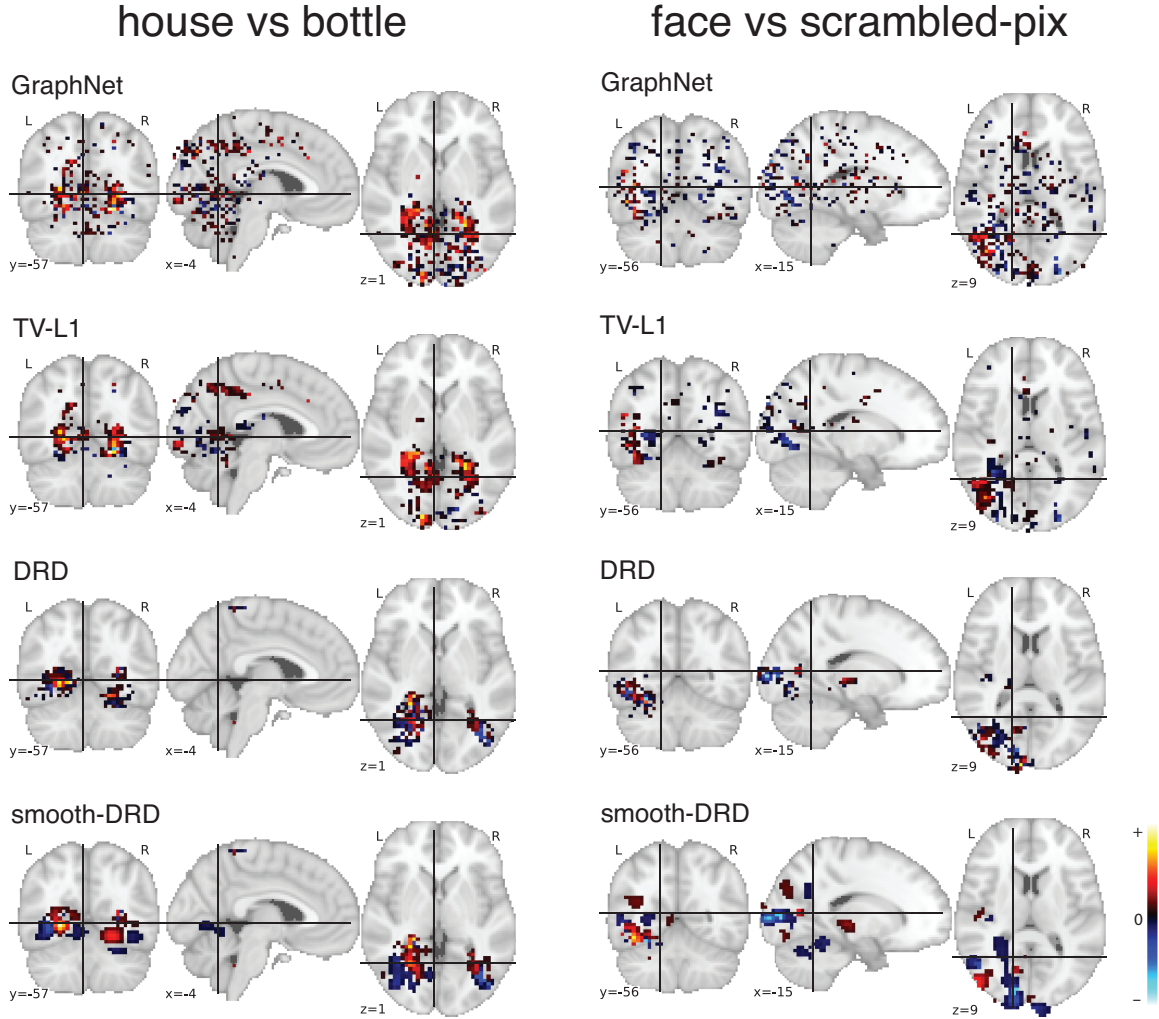 house vs bottle
face vs scrambled-pix
GraphNet
L R R
y=-57 x=-4 z=1
GraphNet
L R R
y=-56 x=-15 z=9
TV-L1
L R R
y=-57 x=-4 z=1
TV-L1
L R R
y=-56 x=-15 z=9
DRD
L R R
y=-57 x=-4 z=1
DRD
L R R
y=-56 x=-15 z=9
smooth-DRD
L R R
y=-57 x=-4 z=1
smooth-DRD
L R R
y=-56 x=-15 z=9
+
0
−